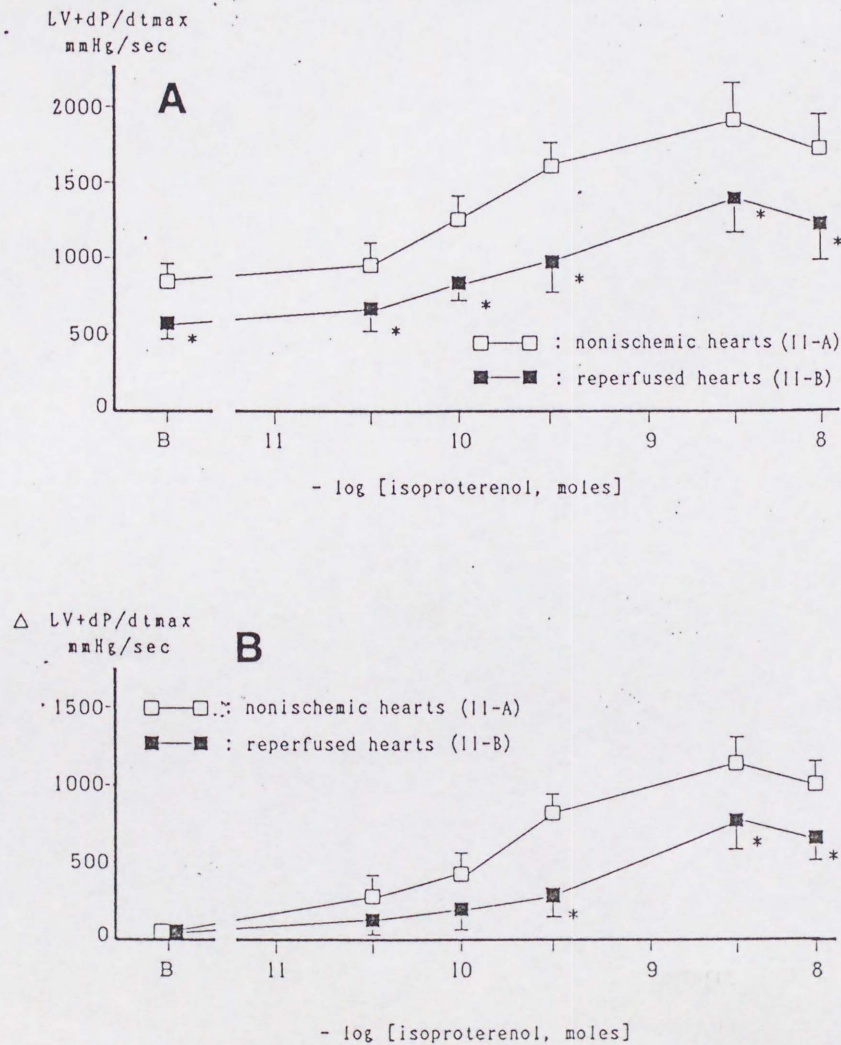 LV+dP/dtmax
mmHg/sec
A
2000
1500
1000
500
0
* * * * * *
□—□ : nonischemic hearts (II-A)
■—■ : reperfused hearts (II-B)
B 11 10 9 8
- log [isoproterenol, moles]
△ LV+dP/dtmax
mmHg/sec
B
1500
1000
500
0
□—□ : nonischemic hearts (II-A)
■—■ : reperfused hearts (II-B)
* * *
B 11 10 9 8
- log [isoproterenol, moles]